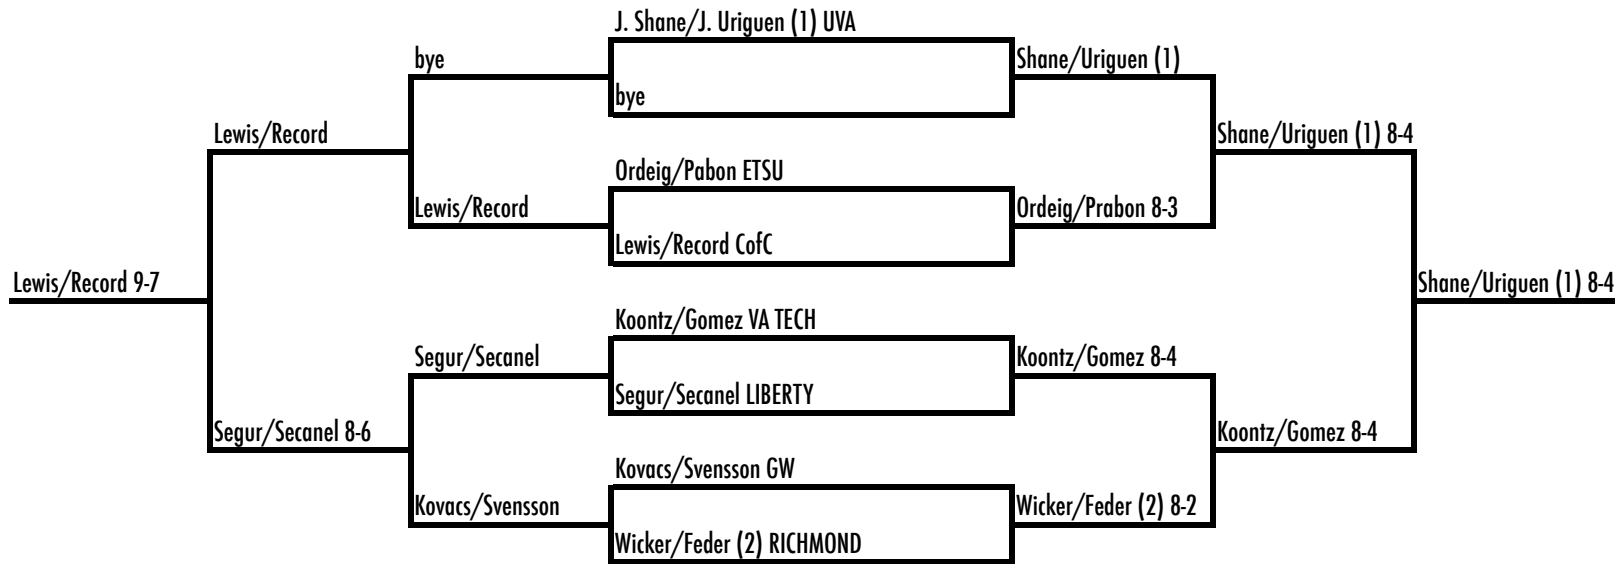 J. Shane/J. Uriguen (1) UVA
bye
Shane/Uriguen (1)
bye
Lewis/Record
Shane/Uriguen (1) 8-4
Ordeig/Pabon ETSU
Lewis/Record
Ordeig/Prabon 8-3
Lewis/Record CofC
Lewis/Record 9-7
Shane/Uriguen (1) 8-4
Koontz/Gomez VA TECH
Segur/Secanel
Koontz/Gomez 8-4
Segur/Secanel LIBERTY
Segur/Secanel 8-6
Koontz/Gomez 8-4
Kovacs/Svensson GW
Kovacs/Svensson
Wicker/Feder (2) 8-2
Wicker/Feder (2) RICHMOND